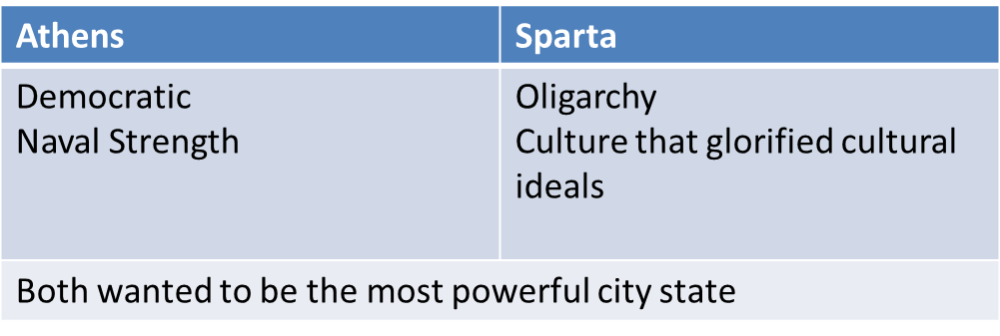 Athens
Sparta
Democratic
Naval Strength
Oligarchy
Culture that glorified cultural
ideals
Both wanted to be the most powerful city state